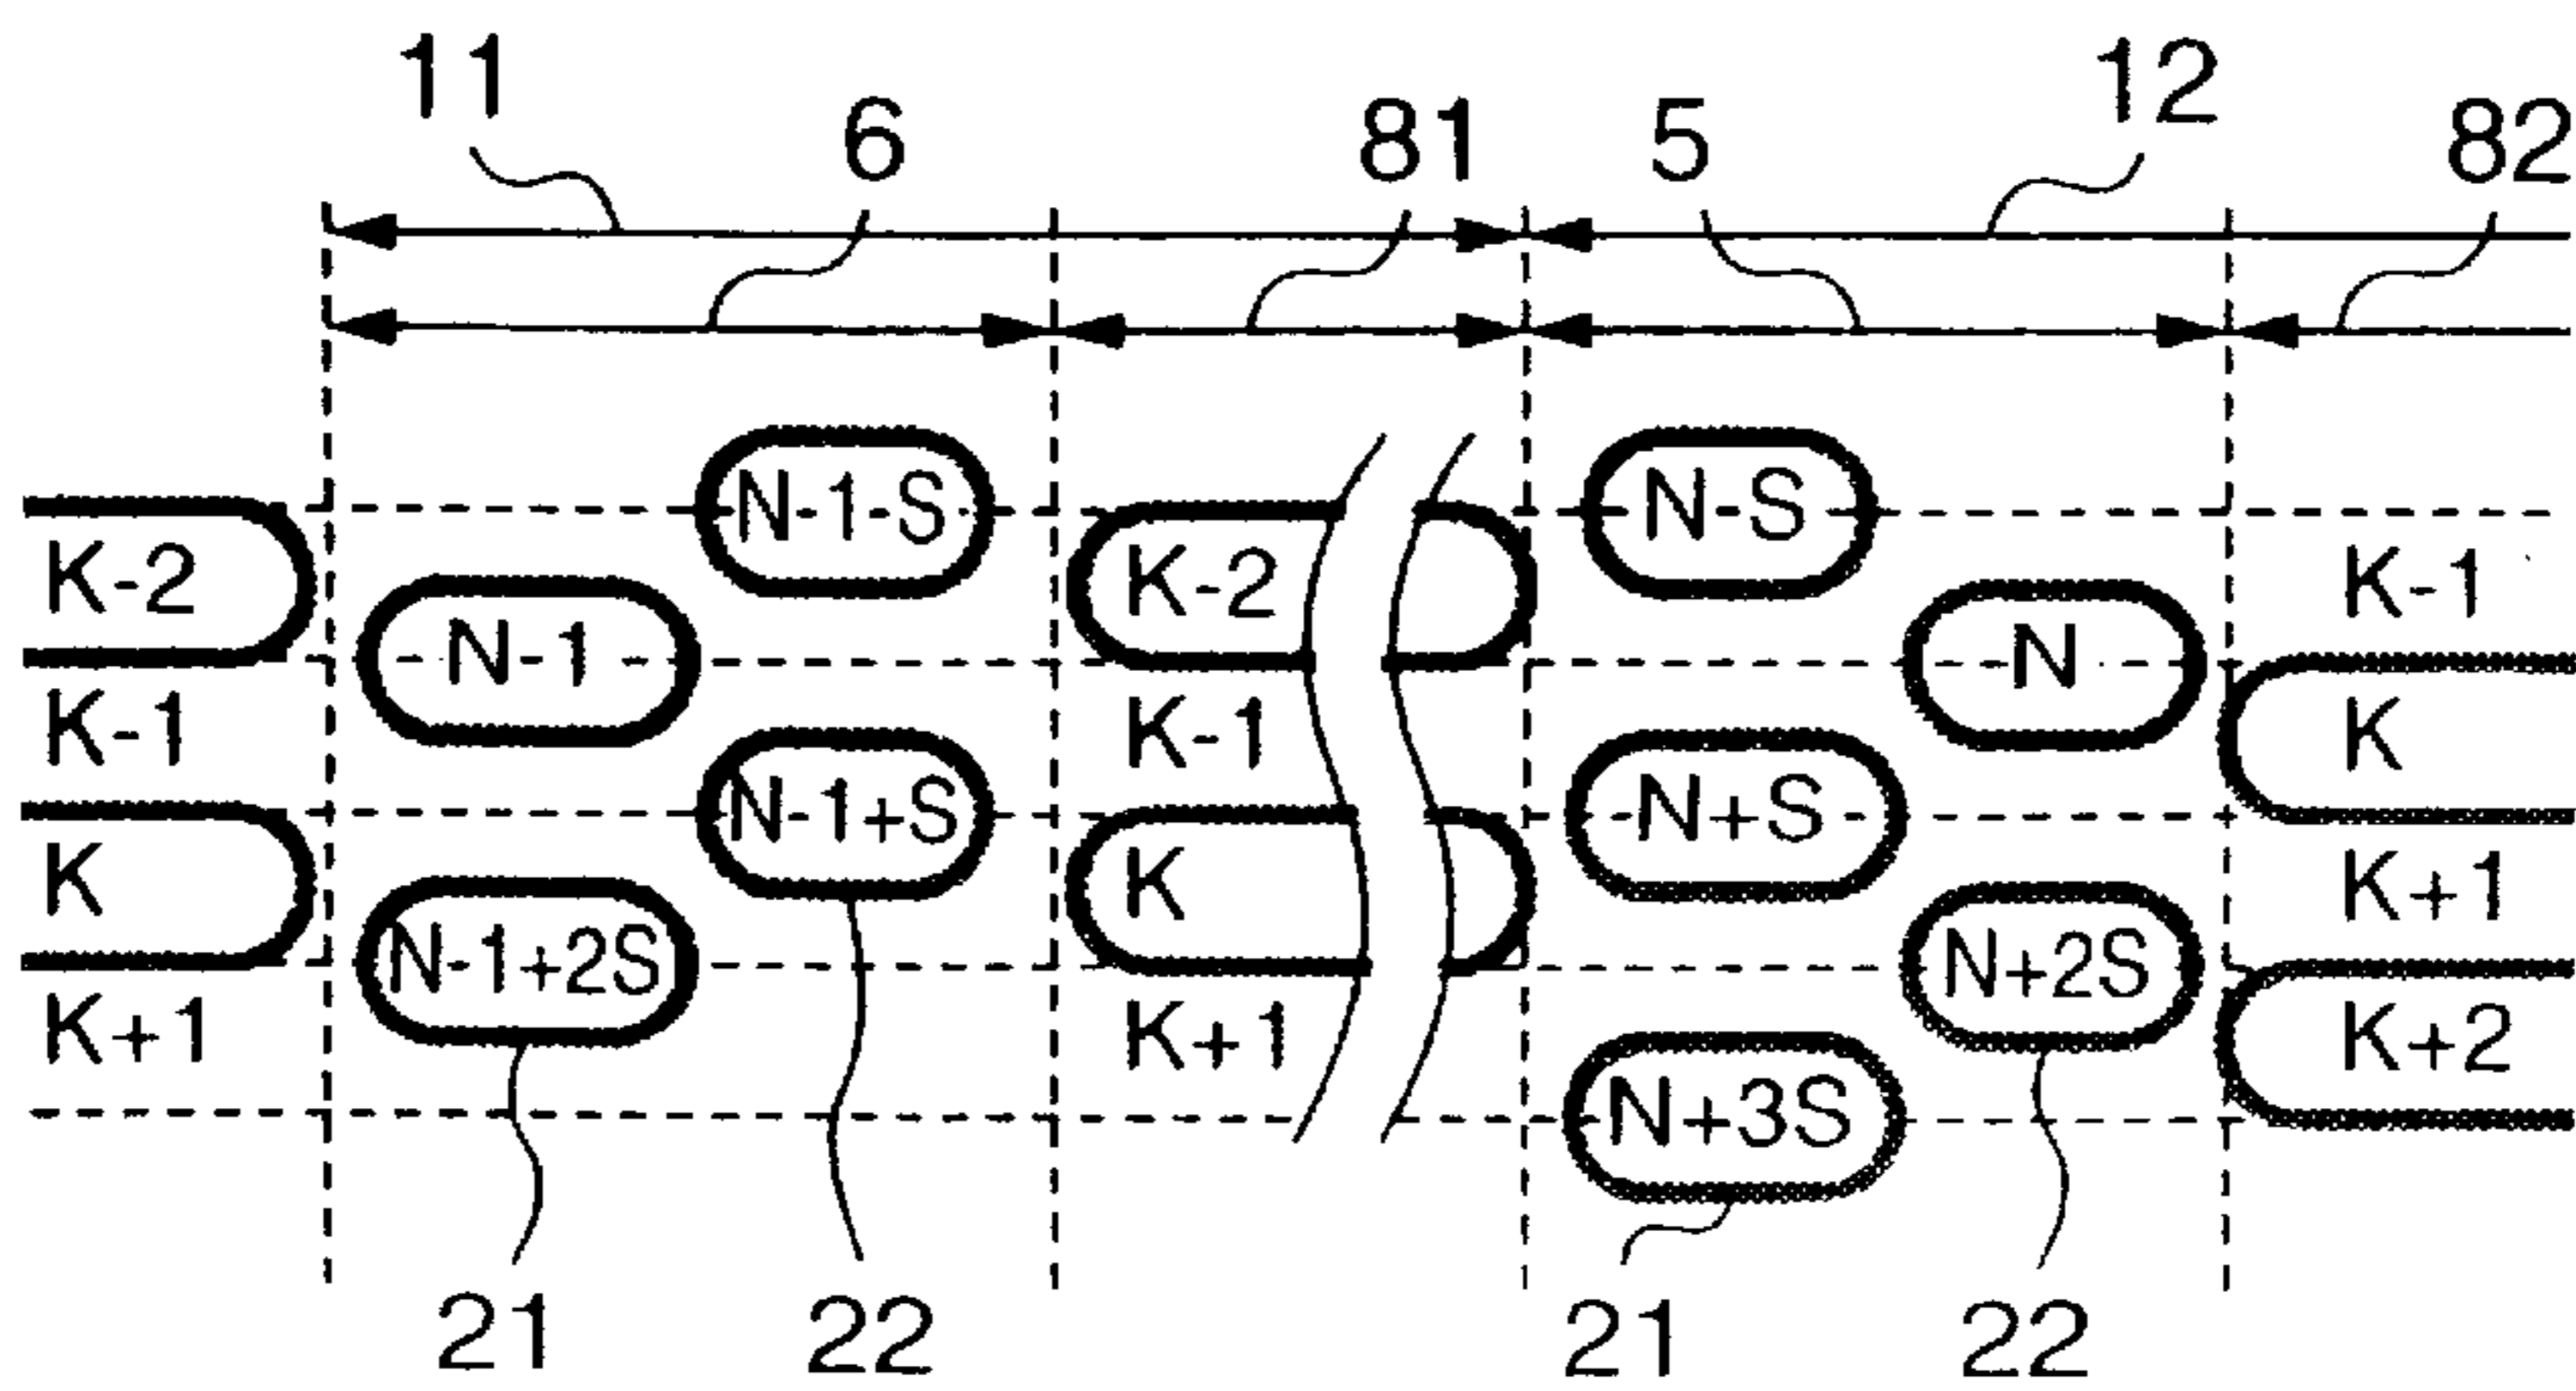 11 12
6 81 5 82
N-1-S N-S
K-2 K-2 K-1
N-1 N
K-1 K-1 K
N-1+S N+S
K K K+1
N-1+2S N+2S
K+1 K+1 K+2
N+3S
21 22 21 22